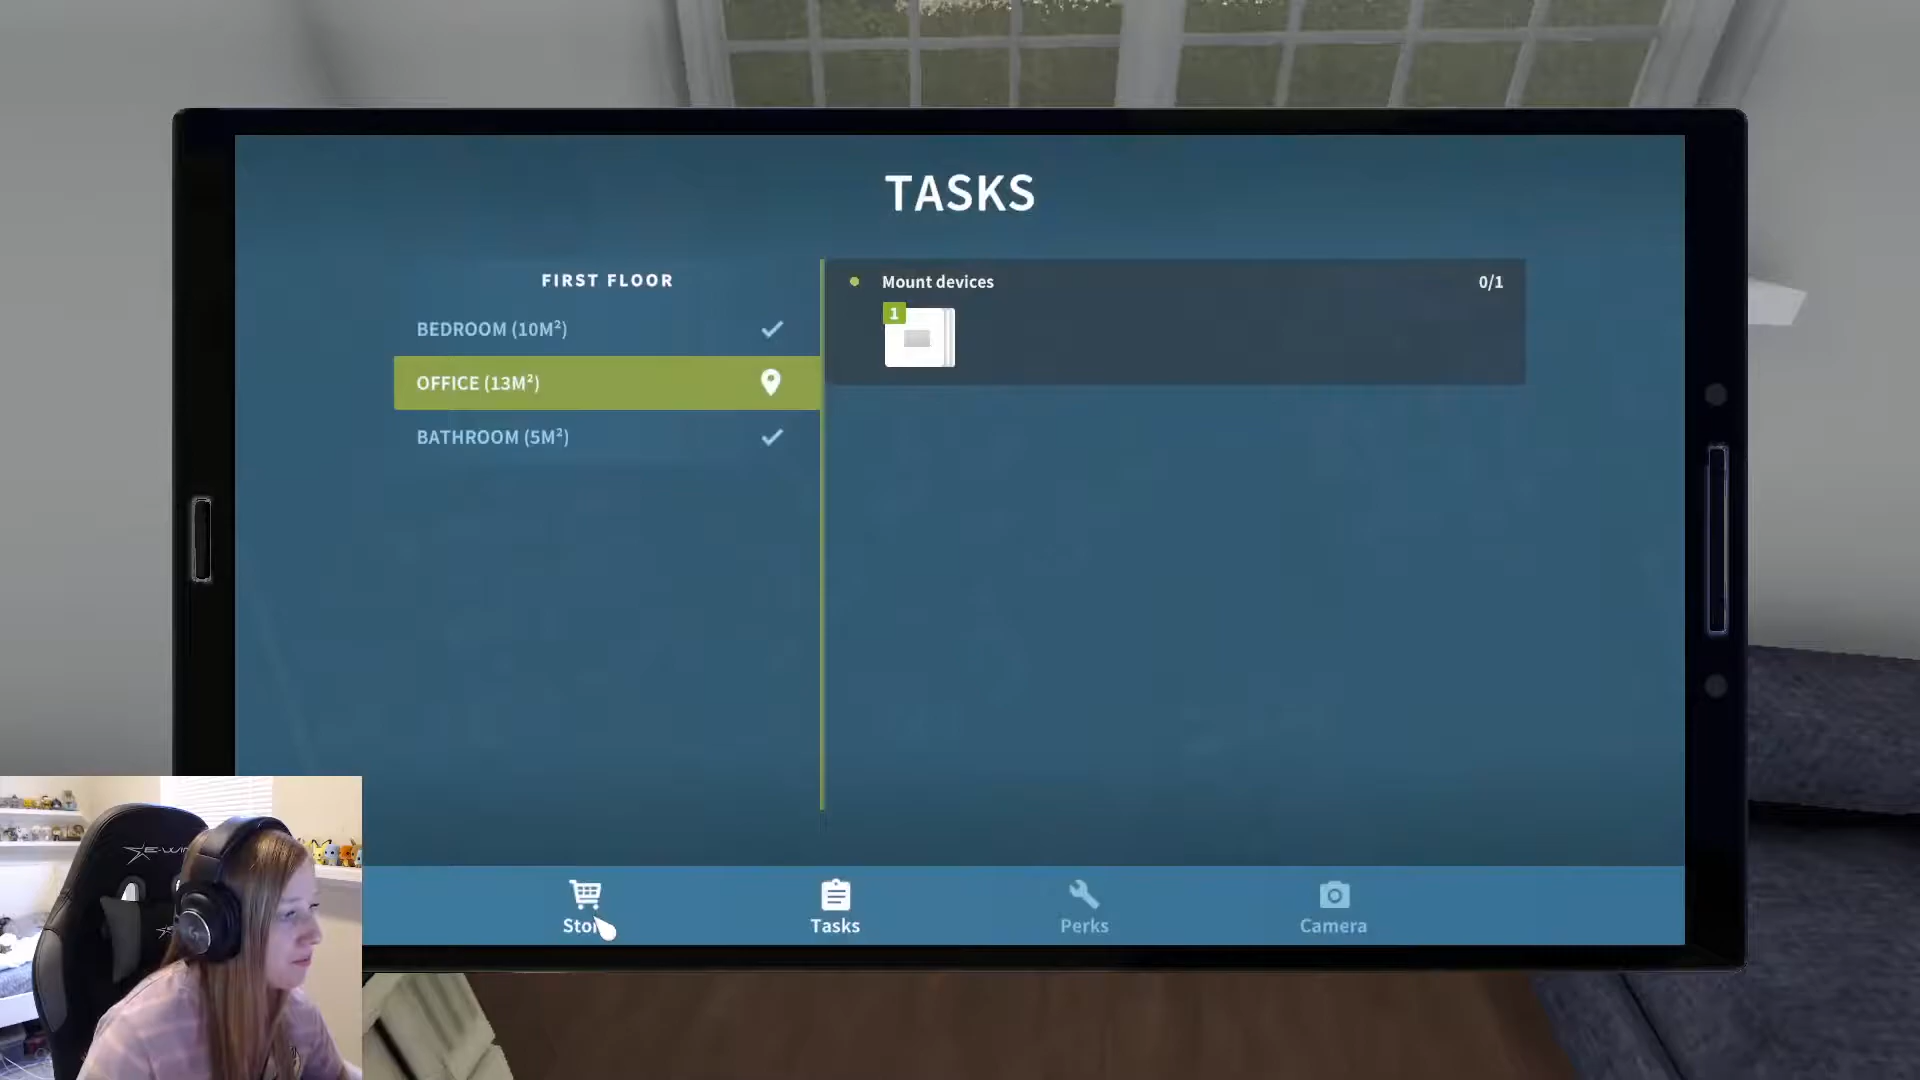 TASKS
FIRST FLOOR
BEDROOM (10M²)
OFFICE (13M²)
BATHROOM (5M²)
Mount devices
0/1
1
Tasks
Perks
Camera